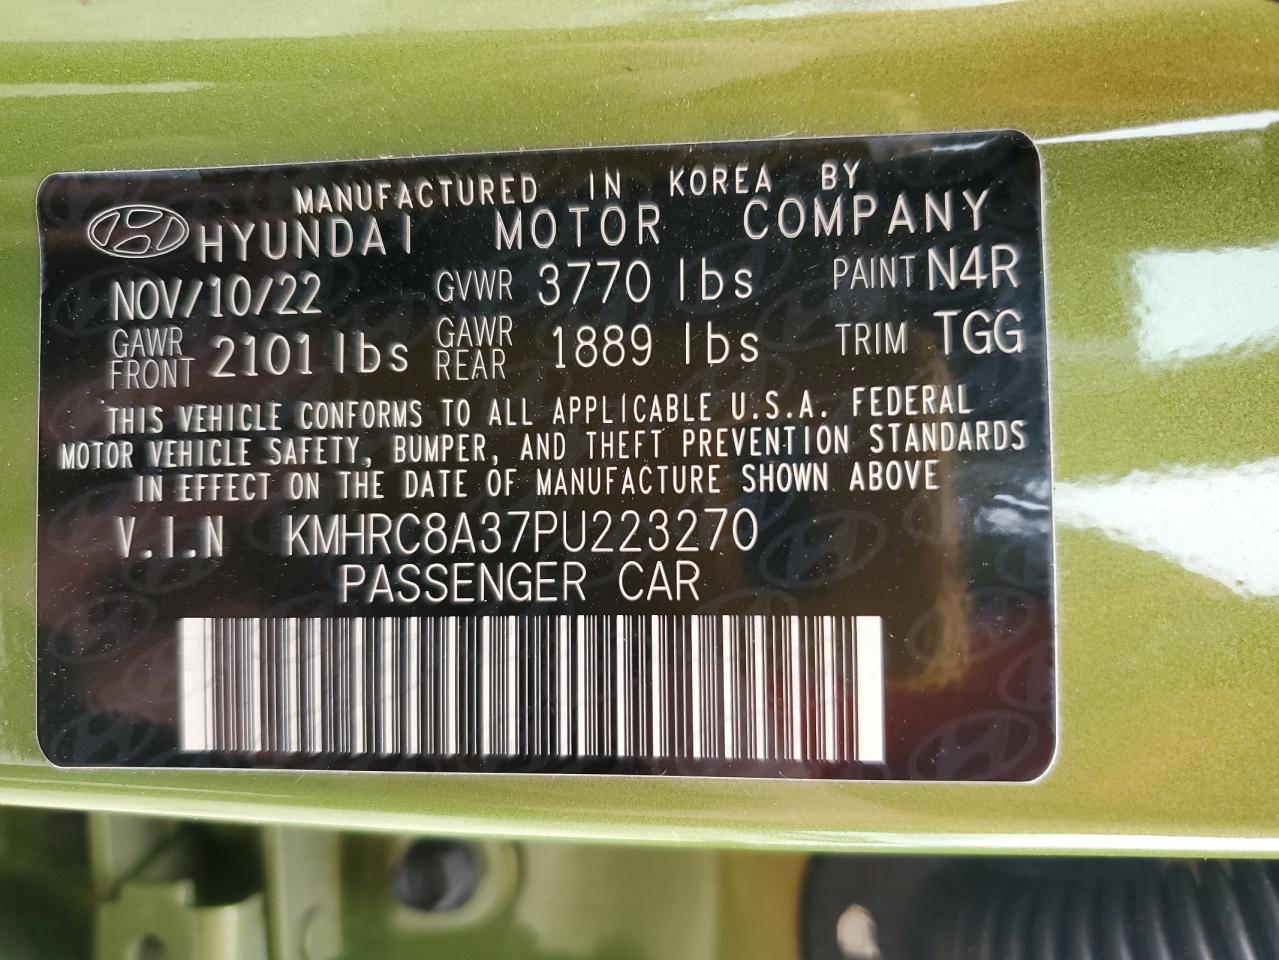 MANUFACTURED IN KOREA BY
HYUNDAI MOTOR COMPANY
NOV/10/22 GVWR 3770 lbs PAINT N4R
GAWR FRONT 2101 lbs GAWR REAR 1889 lbs TRIM TGG
THIS VEHICLE CONFORMS TO ALL APPLICABLE U.S.A. FEDERAL
MOTOR VEHICLE SAFETY, BUMPER, AND THEFT PREVENTION STANDARDS
IN EFFECT ON THE DATE OF MANUFACTURE SHOWN ABOVE
V.I.N KMHRC8A37PU223270
PASSENGER CAR